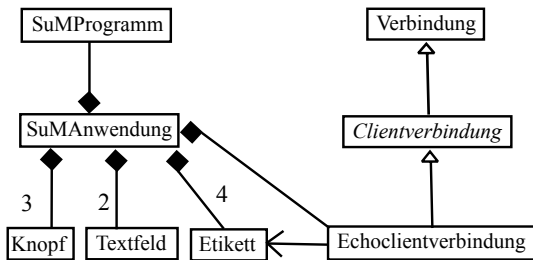 SuMProgramm
Verbindung
SuMAnwendung
Clientverbindung
3
2
4
Knopf
Textfeld
Etikett
Echoclientverbindung